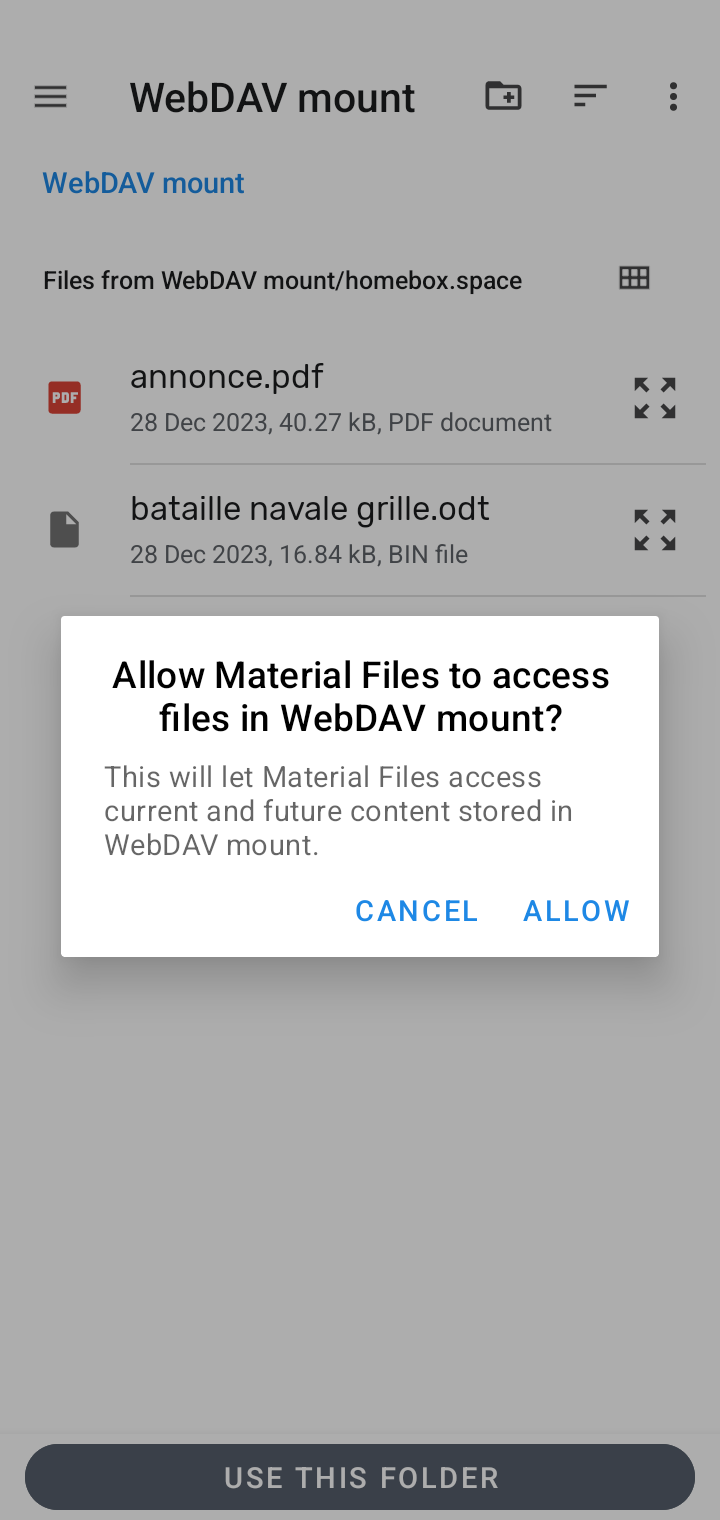 WebDAV mount
WebDAV mount
Files from WebDAV mount/homebox.space
annonce.pdf
PDF
28 Dec 2023, 40.27 kB, PDF document
bataille navale grille.odt
28 Dec 2023, 16.84 kB, BIN file
Allow Material Files to access
files in WebDAV mount?
This will let Material Files access
current and future content stored in
WebDAV mount.
CANCEL ALLOW
USE THIS FOLDER